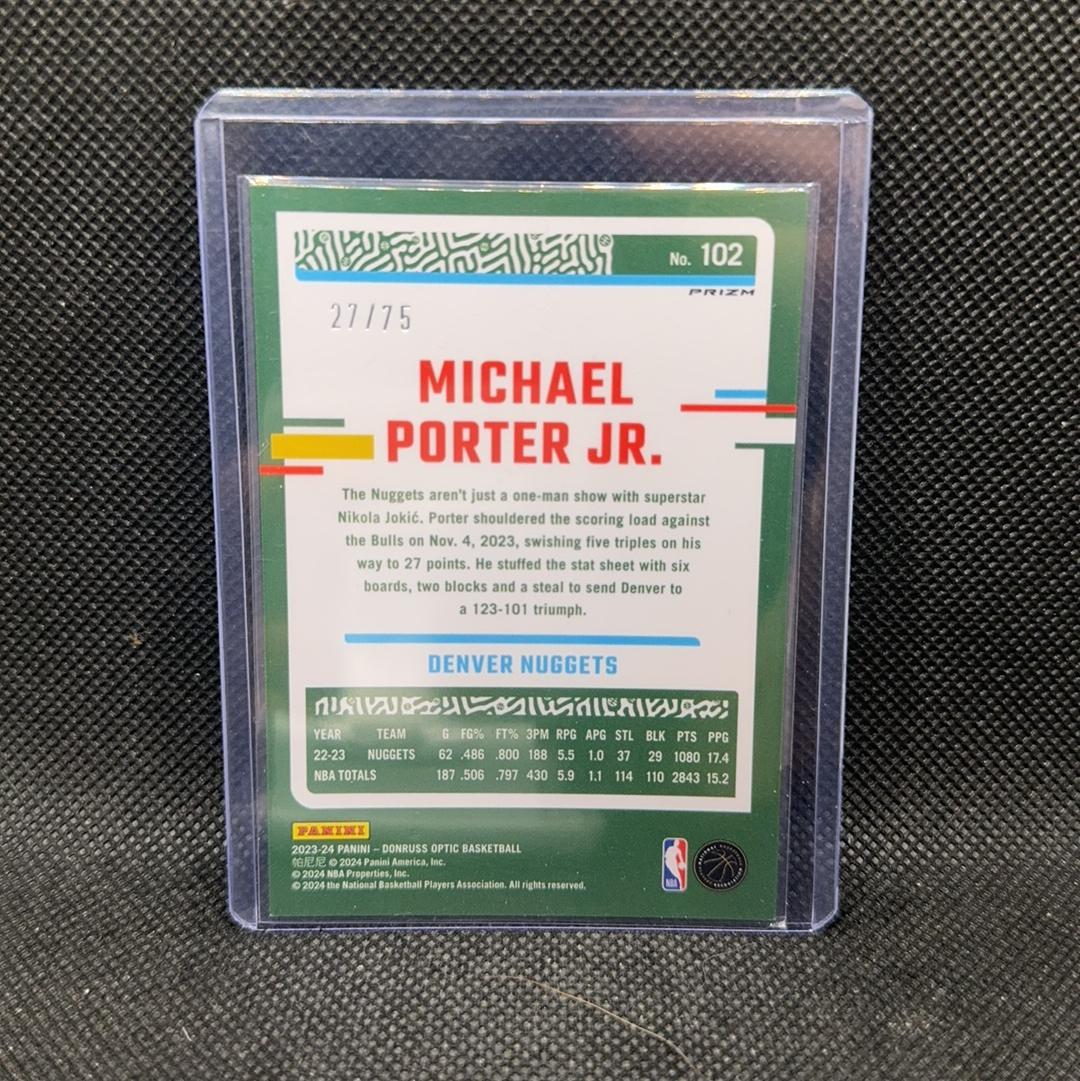 No. 102
PRIZM
27/75
MICHAEL
PORTER JR.
The Nuggets aren't just a one-man show with superstar
Nikola Jokić. Porter shouldered the scoring load against
the Bulls on Nov. 4, 2023, swishing five triples on his
way to 27 points. He stuffed the stat sheet with six
boards, two blocks and a steal to send Denver to
a 123-101 triumph.
DENVER NUGGETS
YEAR TEAM G FG% FT% 3PM RPG APG STL BLK PTS PPG
22-23 NUGGETS 62 .486 .800 188 5.5 1.0 37 29 1080 17.4
NBA TOTALS 187 .506 .797 430 5.9 1.1 114 110 2843 15.2
PANINI
2023-24 PANINI – DONRUSS OPTIC BASKETBALL
帕尼尼 © 2024 Panini America, Inc.
© 2024 NBA Properties, Inc.
© 2024 the National Basketball Players Association. All rights reserved.
NBA